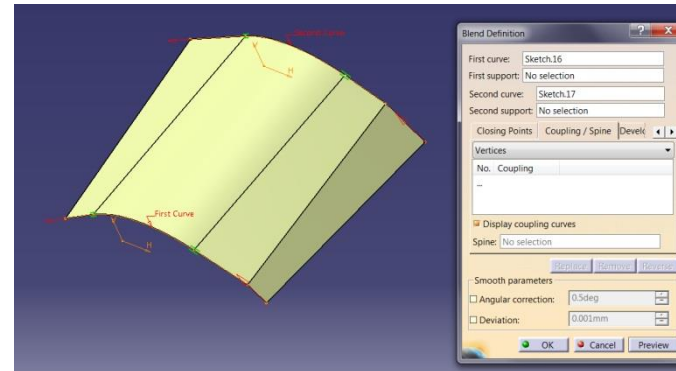 Second Curve
V
H
First Curve
V
H
Blend Definition
?
X
First curve: Sketch.16
First support: No selection
Second curve: Sketch.17
Second support: No selection
Closing Points Coupling / Spine Develo
Vertices
No. Coupling
...
Display coupling curves
Spine: No selection
Replace Remove Reverse
Smooth parameters
Angular correction: 0.5deg
Deviation: 0.001mm
OK Cancel Preview